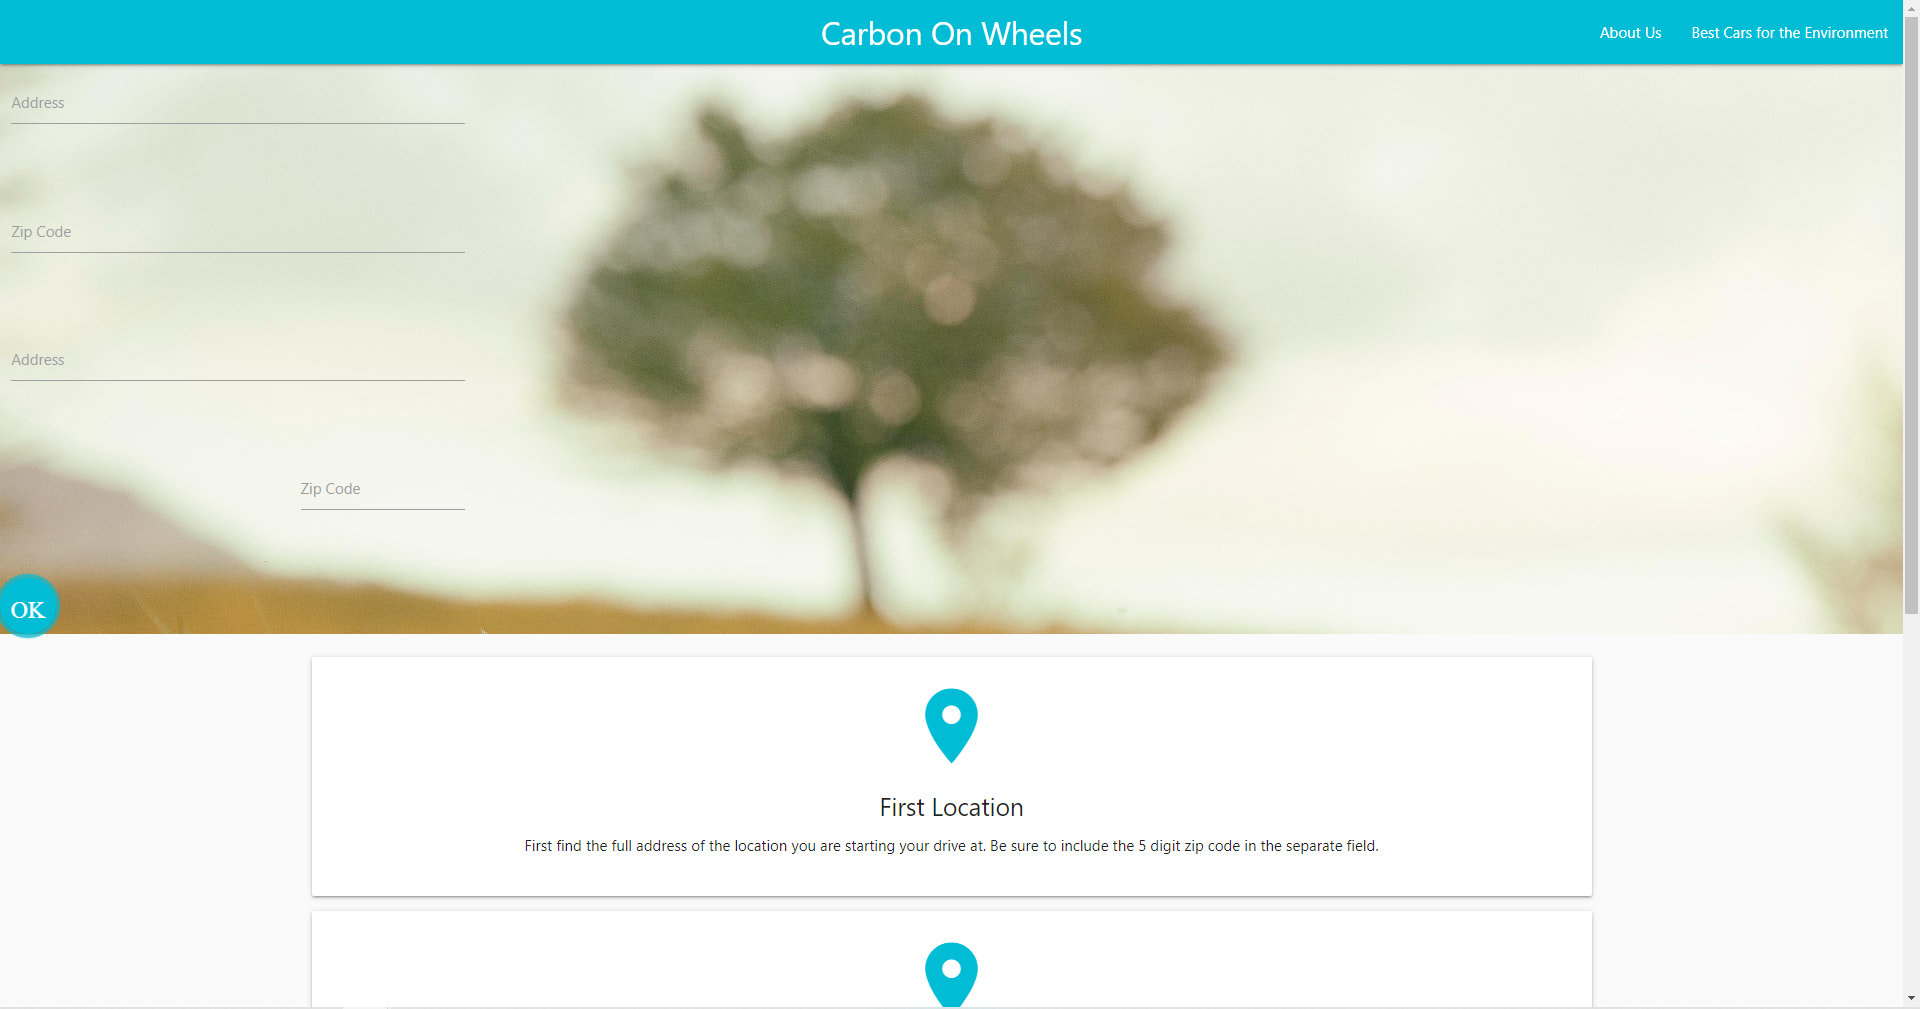 Carbon On Wheels
About Us
Best Cars for the Environment
Address
Zip Code
Address
Zip Code
OK
First Location
First find the full address of the location you are starting your drive at. Be sure to include the 5 digit zip code in the separate field.